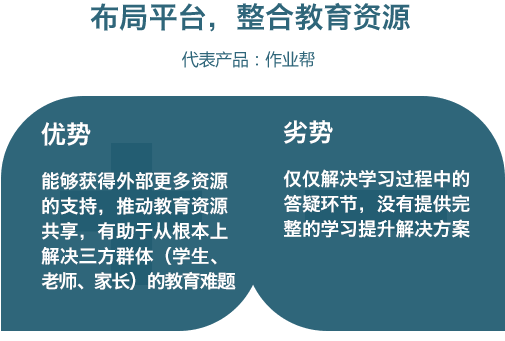 布局平台，整合教育资源
代表产品：作业帮
优势
能够获得外部更多资源
的支持，推动教育资源
共享，有助于从根本上
解决三方群体（学生、
老师、家长）的教育难题
劣势
仅仅解决学习过程中的
答疑环节，没有提供完
整的学习提升解决方案